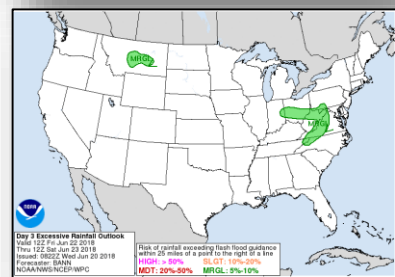 MRGL
MRGL
Day 3 Excessive Rainfall Outlook
Valid 12Z Fri Jun 22 2018
Thru 12Z Sat Jun 23 2018
Issued: 0822Z Wed Jun 20 2018
Forecaster: BANN
NOAA/NWS/NCEP/WPC
Risk of rainfall exceeding flash flood guidance
within 25 miles of a point to the right of a line
HIGH: > 50% SLGT: 10%-20%
MDT: 20%-50% MRGL: 5%-10%